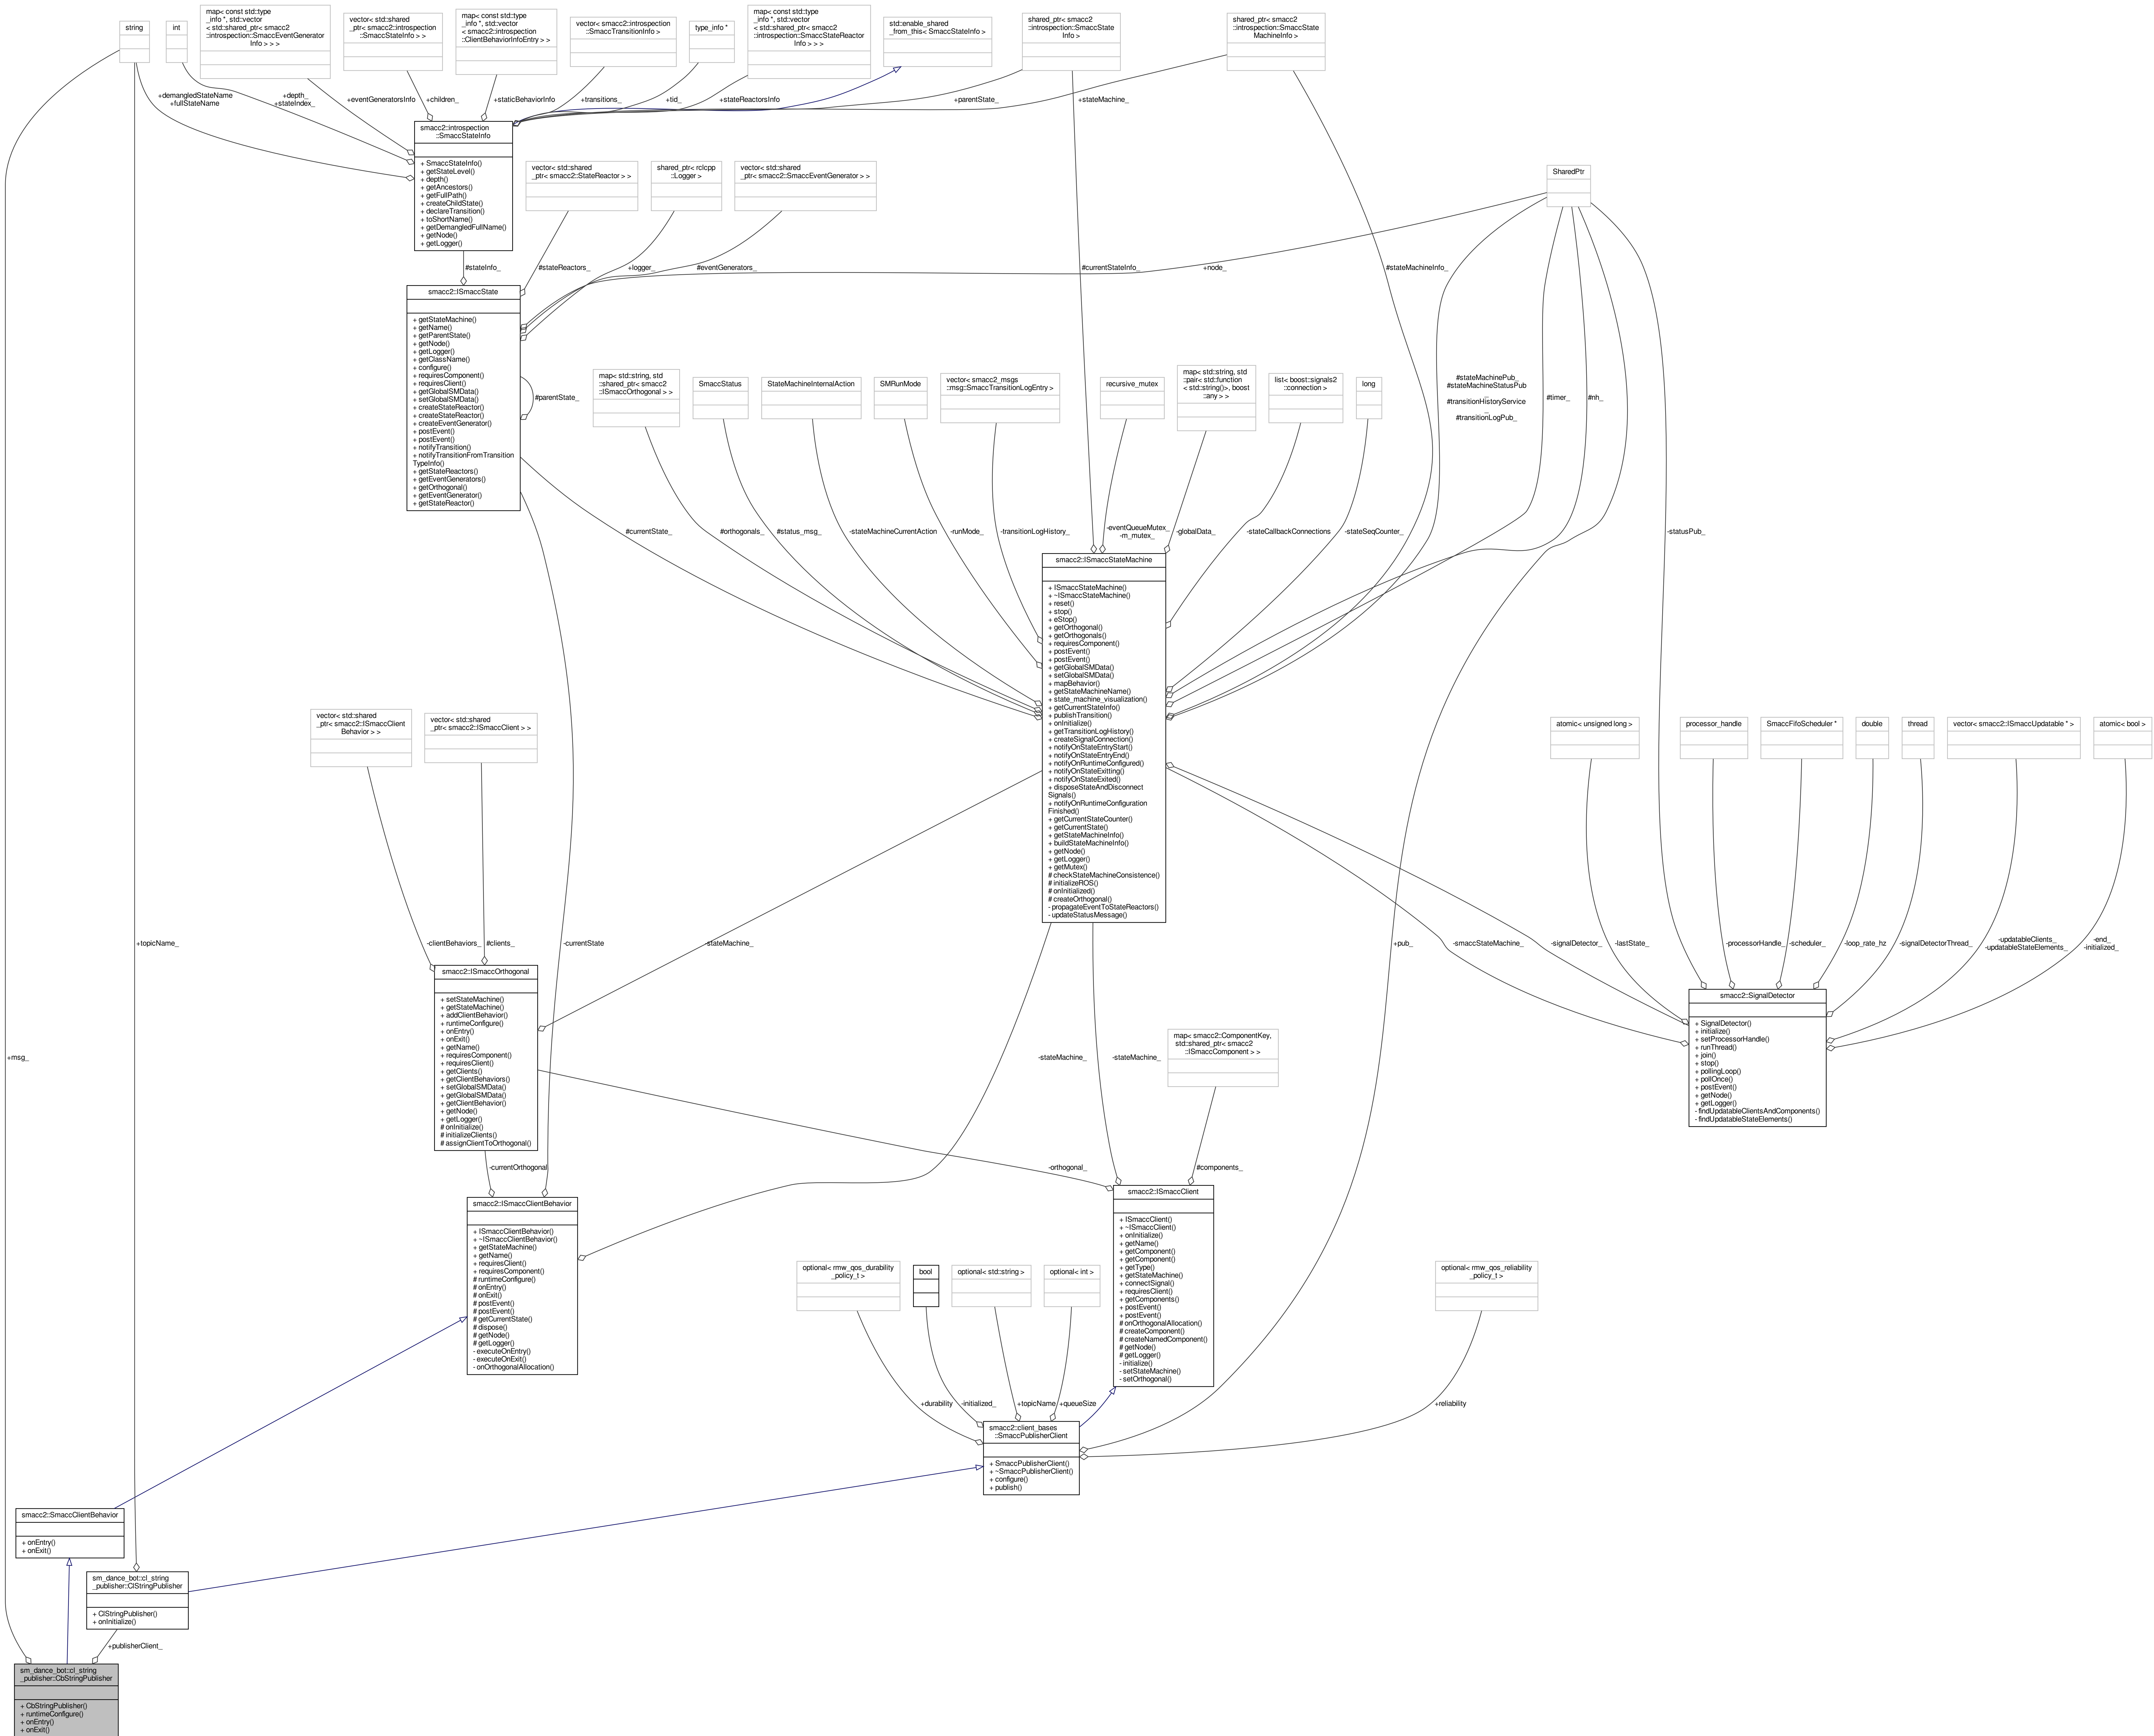 string
int
map< const std::type
_info *, std::vector
< std::shared_ptr< smacc2
::introspection::SmaccEventGenerator
Info > > >
vector< std::shared
_ptr< smacc2::introspection
::SmaccStateInfo > >
map< const std::type
_info *, std::vector
< smacc2::introspection
::ClientBehaviorInfoEntry > >
vector< smacc2::introspection
::SmaccTransitionInfo >
type_info *
map< const std::type
_info *, std::vector
< std::shared_ptr< smacc2
::introspection::SmaccStateReactor
Info > > >
std::enable_shared
_from_this< SmaccStateInfo >
shared_ptr< smacc2
::introspection::SmaccState
Info >
shared_ptr< smacc2
::introspection::SmaccState
MachineInfo >
+demangledStateName
+fullStateName
+depth_
+stateIndex_
+eventGeneratorsInfo
+children_
+staticBehaviorInfo
+transitions_
+tid_
+stateReactorsInfo
+parentState_
+stateMachine_
smacc2::introspection
::SmaccStateInfo
+ SmaccStateInfo()
+ getStateLevel()
+ depth()
+ getAncestors()
+ getFullPath()
+ createChildState()
+ declareTransition()
+ toShortName()
+ getDemangledFullName()
+ getNode()
+ getLogger()
vector< std::shared
_ptr< smacc2::StateReactor > >
shared_ptr< rclcpp
::Logger >
vector< std::shared
_ptr< smacc2::SmaccEventGenerator > >
SharedPtr
#stateInfo_
#stateReactors_
+logger_
#eventGenerators_
#currentStateInfo_
+node_
#stateMachineInfo_
smacc2::ISmaccState
+ getStateMachine()
+ getName()
+ getParentState()
+ getNode()
+ getLogger()
+ getClassName()
+ configure()
+ requiresComponent()
+ requiresClient()
+ getGlobalSMData()
+ setGlobalSMData()
+ createStateReactor()
+ createStateReactor()
+ createEventGenerator()
+ postEvent()
+ postEvent()
+ notifyTransition()
+ notifyTransitionFromTransition
TypeInfo()
+ getStateReactors()
+ getEventGenerators()
+ getOrthogonal()
+ getEventGenerator()
+ getStateReactor()
#parentState_
map< std::string, std
::shared_ptr< smacc2
::ISmaccOrthogonal > >
SmaccStatus
StateMachineInternalAction
SMRunMode
vector< smacc2_msgs
::msg::SmaccTransitionLogEntry >
recursive_mutex
map< std::string, std
::pair< std::function
< std::string()>, boost
::any > >
list< boost::signals2
::connection >
long
#stateMachinePub_
#stateMachineStatusPub
_
#transitionHistoryService
_
#transitionLogPub_
#timer_
#nh_
#currentState_
#orthogonals_
#status_msg_
-stateMachineCurrentAction
-runMode_
-transitionLogHistory_
-eventQueueMutex_
-m_mutex_
-globalData_
-stateCallbackConnections
-stateSeqCounter_
-statusPub_
smacc2::ISmaccStateMachine
+ ISmaccStateMachine()
+ ~ISmaccStateMachine()
+ reset()
+ stop()
+ eStop()
+ getOrthogonal()
+ getOrthogonals()
+ requiresComponent()
+ postEvent()
+ postEvent()
+ getGlobalSMData()
+ setGlobalSMData()
+ mapBehavior()
+ getStateMachineName()
+ state_machine_visualization()
+ getCurrentStateInfo()
+ publishTransition()
+ onInitialize()
+ getTransitionLogHistory()
+ createSignalConnection()
+ notifyOnStateEntryStart()
+ notifyOnStateEntryEnd()
+ notifyOnRuntimeConfigured()
+ notifyOnStateExitting()
+ notifyOnStateExited()
+ disposeStateAndDisconnect
Signals()
+ notifyOnRuntimeConfiguration
Finished()
+ getCurrentStateCounter()
+ getCurrentState()
+ getStateMachineInfo()
+ buildStateMachineInfo()
+ getNode()
+ getLogger()
+ getMutex()
# checkStateMachineConsistence()
# initializeROS()
# onInitialized()
# createOrthogonal()
- propagateEventToStateReactors()
- updateStatusMessage()
vector< std::shared
_ptr< smacc2::ISmaccClient
Behavior > >
vector< std::shared
_ptr< smacc2::ISmaccClient > >
atomic< unsigned long >
processor_handle
SmaccFifoScheduler *
double
thread
vector< smacc2::ISmaccUpdatable * >
atomic< bool >
+topicName_
-clientBehaviors_
#clients_
-currentState
-stateMachine_
+pub_
-smaccStateMachine_
-signalDetector_
-lastState_
-processorHandle_
-scheduler_
-loop_rate_hz
-signalDetectorThread_
-updatableClients_
-updatableStateElements_
-end_
-initialized_
smacc2::ISmaccOrthogonal
+ setStateMachine()
+ getStateMachine()
+ addClientBehavior()
+ runtimeConfigure()
+ onEntry()
+ onExit()
+ getName()
+ requiresComponent()
+ requiresClient()
+ getClients()
+ getClientBehaviors()
+ setGlobalSMData()
+ getGlobalSMData()
+ getClientBehavior()
+ getNode()
+ getLogger()
# onInitialize()
# initializeClients()
# assignClientToOrthogonal()
smacc2::SignalDetector
+ SignalDetector()
+ initialize()
+ setProcessorHandle()
+ runThread()
+ join()
+ stop()
+ pollingLoop()
+ pollOnce()
+ postEvent()
+ getNode()
+ getLogger()
- findUpdatableClientsAndComponents()
- findUpdatableStateElements()
+msg_
-stateMachine_
-stateMachine_
map< smacc2::ComponentKey,
std::shared_ptr< smacc2
::ISmaccComponent > >
-currentOrthogonal
-orthogonal_
#components_
smacc2::ISmaccClientBehavior
+ ISmaccClientBehavior()
+ ~ISmaccClientBehavior()
+ getStateMachine()
+ getName()
+ requiresClient()
+ requiresComponent()
# runtimeConfigure()
# onEntry()
# onExit()
# postEvent()
# postEvent()
# getCurrentState()
# dispose()
# getNode()
# getLogger()
- executeOnEntry()
- executeOnExit()
- onOrthogonalAllocation()
smacc2::ISmaccClient
+ ISmaccClient()
+ ~ISmaccClient()
+ onInitialize()
+ getName()
+ getComponent()
+ getComponent()
+ getType()
+ getStateMachine()
+ connectSignal()
+ requiresClient()
+ getComponents()
+ postEvent()
+ postEvent()
# onOrthogonalAllocation()
# createComponent()
# createNamedComponent()
# getNode()
# getLogger()
- initialize()
- setStateMachine()
- setOrthogonal()
optional< rmw_qos_durability
_policy_t >
bool
optional< std::string >
optional< int >
optional< rmw_qos_reliability
_policy_t >
+durability
-initialized_
+topicName
+queueSize
+reliability
smacc2::client_bases
::SmaccPublisherClient
+ SmaccPublisherClient()
+ ~SmaccPublisherClient()
+ configure()
+ publish()
smacc2::SmaccClientBehavior
+ onEntry()
+ onExit()
sm_dance_bot::cl_string
_publisher::ClStringPublisher
+ ClStringPublisher()
+ onInitialize()
+publisherClient_
sm_dance_bot::cl_string
_publisher::CbStringPublisher
+ CbStringPublisher()
+ runtimeConfigure()
+ onEntry()
+ onExit()